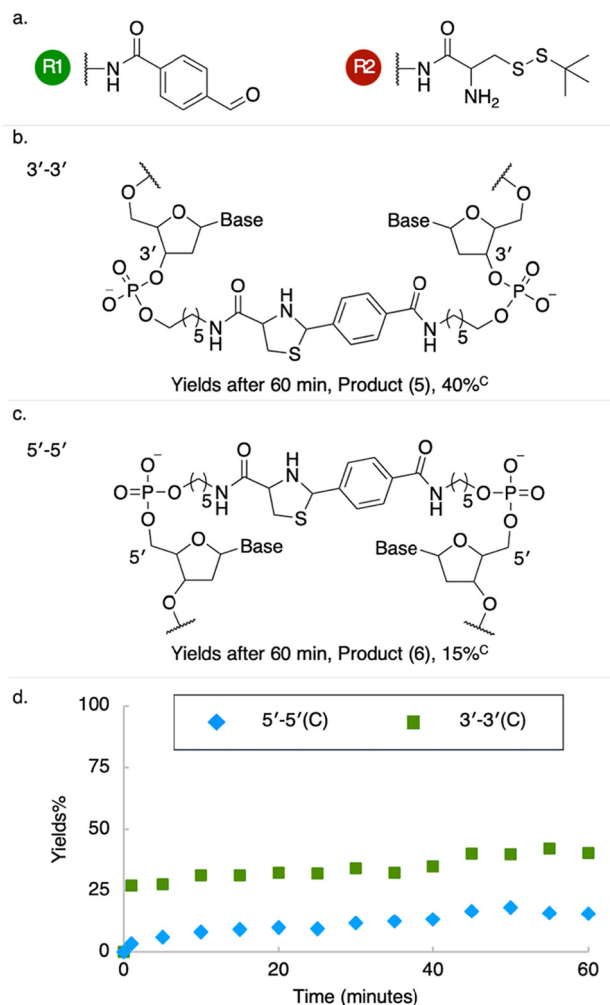 a.
R1
NH
O
O
R2
NH
O
NH2
S
S
b.
3′-3′
O
O
Base
3′
O
O
P
O−
O
5
N
H
O
H
N
S
O
N
H
5
O
P
O
O−
O
3′
Base
O
O
Yields after 60 min, Product (5), 40%C
c.
5′-5′
O−
O=P
O
5
N
H
O
H
N
S
O
N
H
5
O
O−
P=O
O
5′
O
Base
O
O
5′
O
Base
O
Yields after 60 min, Product (6), 15%C
d.
5′-5′(C) 3′-3′(C)
100
75
50
25
0
Yields%
0 20 40 60
Time (minutes)